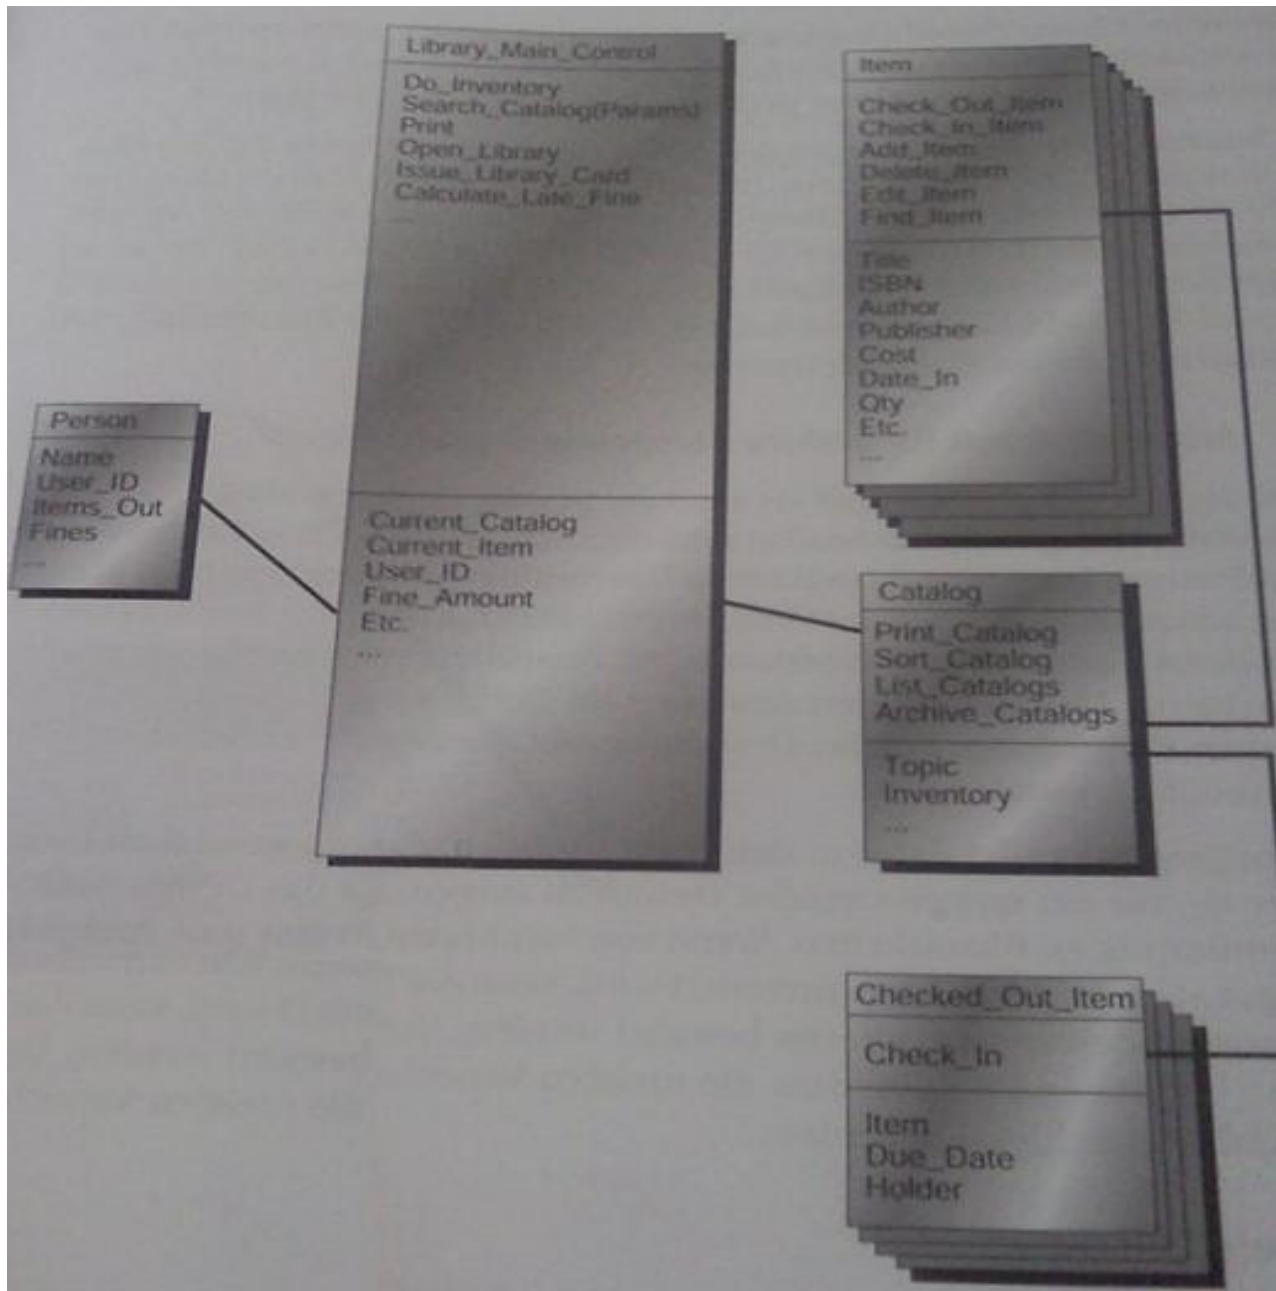 Library_Main_Control
Do_Inventory
Search_Catalog(Params)
Print
Open_Library
Issue_Library_Card
Calculate_Late_Fine
...
Current_Catalog
Current_Item
User_ID
Fine_Amount
Etc.
...
Person
Name
User_ID
Items_Out
Fines
...
Item
Check_Out_Item
Check_In_Item
Add_Item
Delete_Item
Edit_Item
Find_Item
Title
ISBN
Author
Publisher
Cost
Date_In
Qty
Etc.
...
Catalog
Print_Catalog
Sort_Catalog
List_Catalogs
Archive_Catalogs
Topic
Inventory
...
Checked_Out_Item
Check_In
Item
Due_Date
Holder